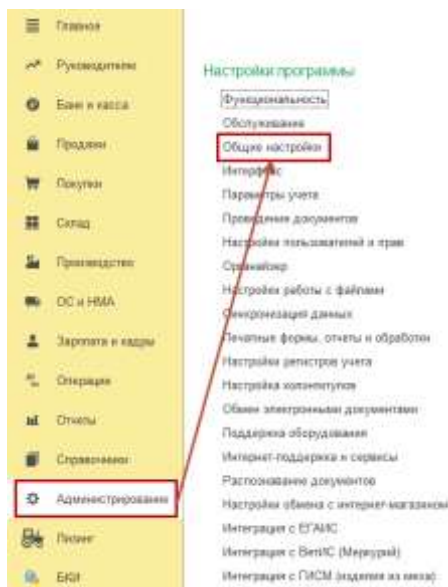 Главное
Руководителю
Банк и касса
Продажи
Покупки
Склад
Производство
ОС и НМА
Зарплата и кадры
Операции
Отчеты
Справочники
Администрирование
Лизинг
БКИ
Настройки программы
Функциональность
Обслуживание
Общие настройки
Интерфейс
Параметры учета
Проведение документов
Настройки пользователей и прав
Органайзер
Настройки работы с файлами
Синхронизация данных
Печатные формы, отчеты и обработки
Настройки регистров учета
Настройка колонтитулов
Обмен электронными документами
Поддержка оборудования
Интернет-поддержка и сервисы
Распознавание документов
Настройки обмена с интернет-магазином
Интеграция с ЕГАИС
Интеграция с ВетИС (Меркурий)
Интеграция с ГИСМ (изделия из меха)